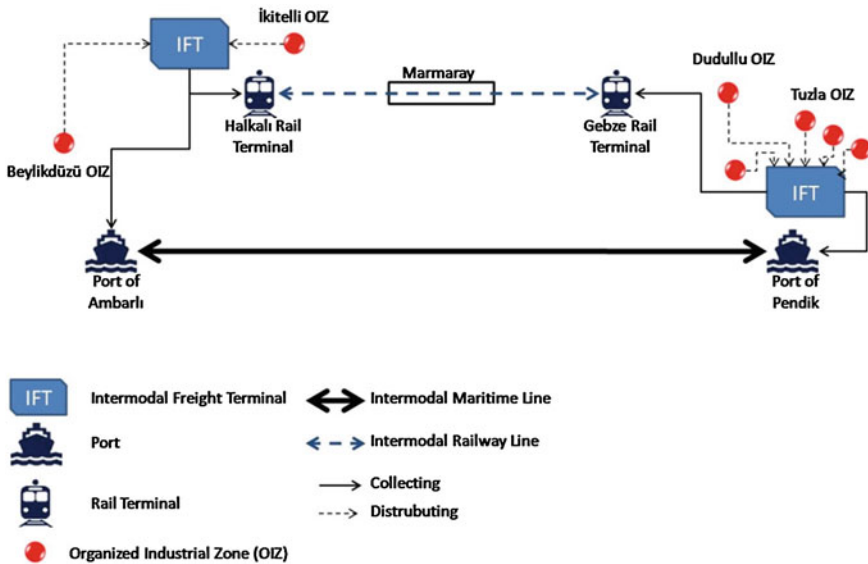 İkitelli OIZ
IFT
Marmaray
Dudullu OIZ
Tuzla OIZ
Halkalı Rail
Terminal
Gebze Rail
Terminal
Beylikdüzü OIZ
IFT
Port of
Ambarlı
Port of
Pendik
IFT
Intermodal Freight Terminal
Intermodal Maritime Line
Port
Intermodal Railway Line
Rail Terminal
Collecting
Distrubuting
Organized Industrial Zone (OIZ)